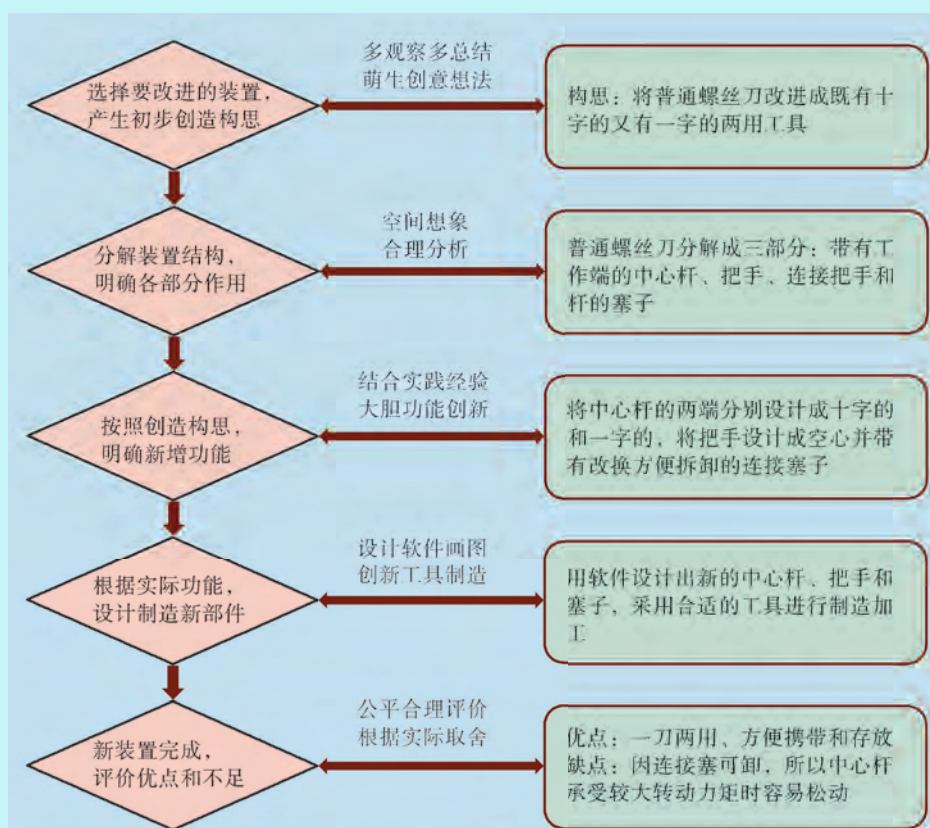 选择要改进的装置，
产生初步创造构思
多观察多总结
萌生创意想法
构思：将普通螺丝刀改进成既有十
字的又有一字的两用工具
分解装置结构，
明确各部分作用
空间想象
合理分析
普通螺丝刀分解成三部分：带有工
作端的中心杆、把手、连接把手和
杆的塞子
按照创造构思，
明确新增功能
结合实践经验
大胆功能创新
将中心杆的两端分别设计成十字的
和一字的，将把手设计成空心并带
有改换方便拆卸的连接塞子
根据实际功能，
设计制造新部件
设计软件画图
创新工具制造
用软件设计出新的中心杆、把手和
塞子，采用合适的工具进行制造加
工
新装置完成，
评价优点和不足
公平合理评价
根据实际取舍
优点：一刀两用、方便携带和存放
缺点：因连接塞可卸，所以中心杆
承受较大转动力矩时容易松动